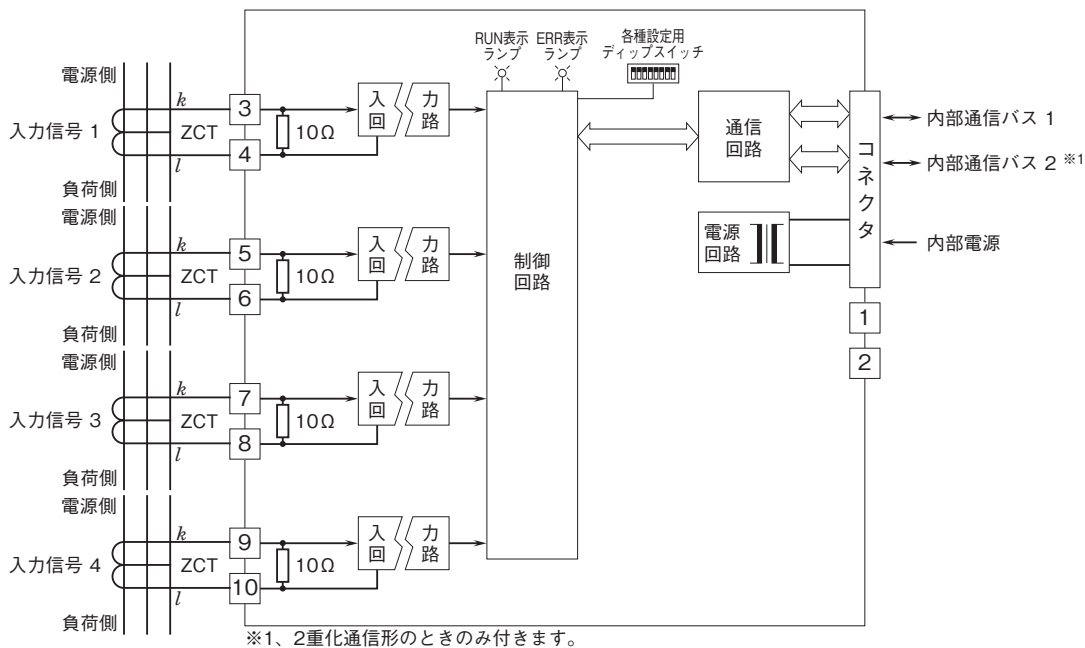 RUN表示
ランプ
ERR表示
ランプ
各種設定用
ディップスイッチ
電源側
入力信号 1
k
ZCT
l
負荷側
3
4
10Ω
入力
回路
電源側
入力信号 2
k
ZCT
l
負荷側
5
6
10Ω
入力
回路
電源側
入力信号 3
k
ZCT
l
負荷側
7
8
10Ω
入力
回路
電源側
入力信号 4
k
ZCT
l
負荷側
9
10
10Ω
入力
回路
制御
回路
通信
回路
電源
回路
コネクタ
内部通信バス 1
内部通信バス 2 ※1
内部電源
1
2
※1、2重化通信形のときのみ付きます。